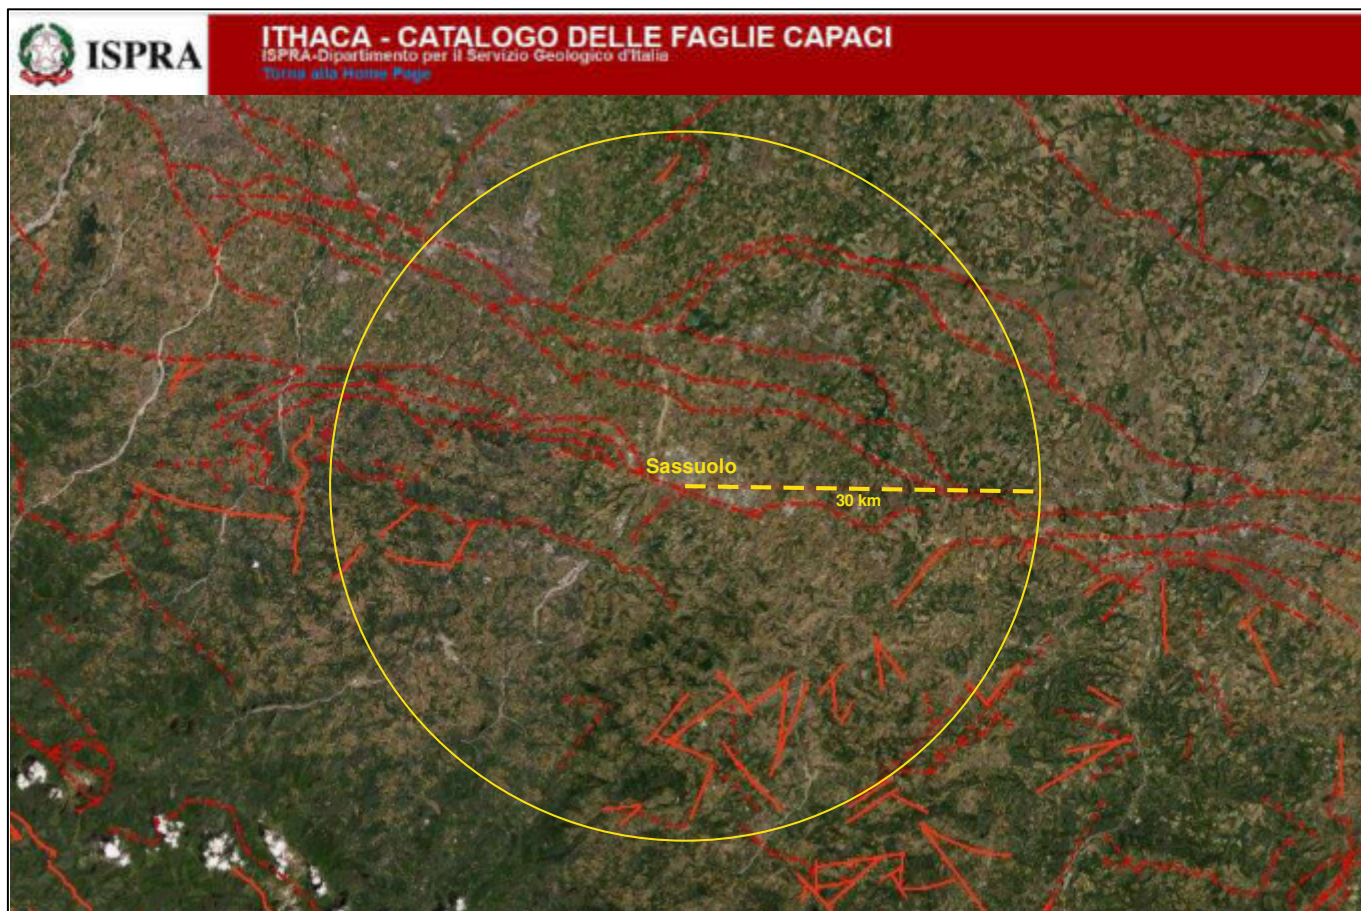 ISPRA
ITHACA - CATALOGO DELLE FAGLIE CAPACI
ISPRA-Dipartimento per il Servizio Geologico d'Italia
Torna alla Home Page
Sassuolo
30 km